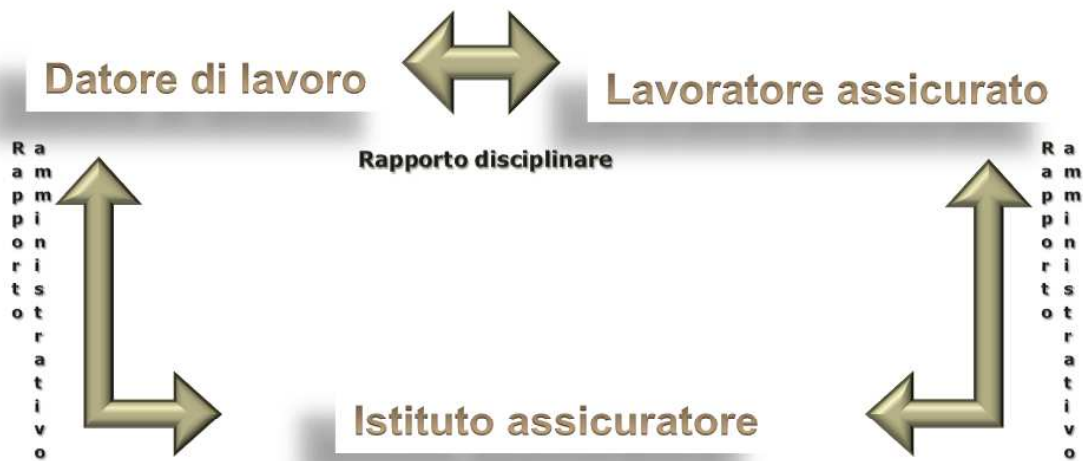 Datore di lavoro
Lavoratore assicurato
Rapporto disciplinare
Rapporto
amministrativo
Rapporto
amministrativo
Istituto assicuratore